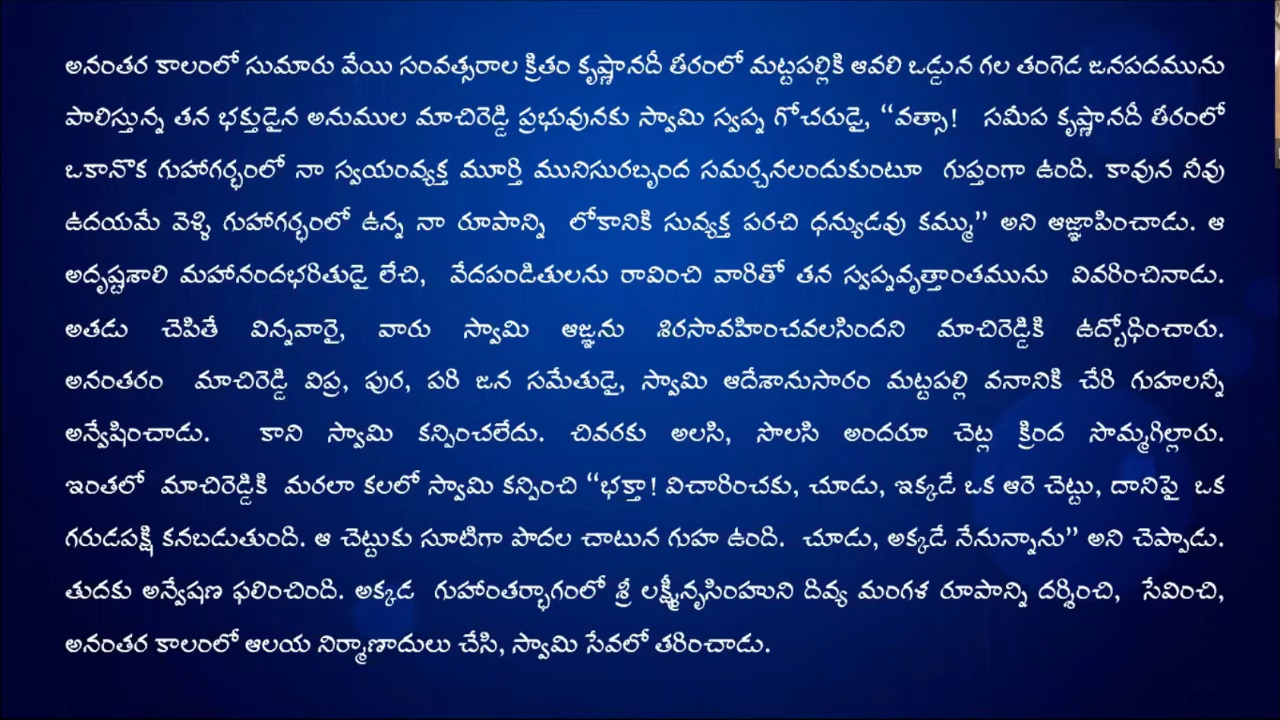 అనంతర కాలంలో సుమారు వేయి సంవత్సరాల క్రితం కృష్ణానదీ తీరంలో మట్టపల్లికి ఆవలి ఒడ్డున గల తంగెడ జనపదమును
పాలిస్తున్న తన భక్తుడైన అనుముల మాచిరెడ్డి ప్రభువునకు స్వామి స్వప్న గోచరుడై, “వత్సా! సమీప కృష్ణానదీ తీరంలో
ఒకానొక గుహాగర్భంలో నా స్వయంవ్యక్త మూర్తి మునిసురబృంద సమర్చనలందుకుంటూ గుప్తంగా ఉంది. కావున నీవు
ఉదయమే వెళ్ళి గుహాగర్భంలో ఉన్న నా రూపాన్ని లోకానికి సువ్యక్త పరచి ధన్యుడవు కమ్ము” అని ఆజ్ఞాపించాడు. ఆ
అదృష్టశాలి మహానందభరితుడై లేచి, వేదపండితులను రావించి వారితో తన స్వప్నవృత్తాంతమును వివరించినాడు.
అతడు చెపితే విన్నవారై, వారు స్వామి ఆజ్ఞను శిరసావహించవలసిందని మాచిరెడ్డికి ఉద్బోధించారు.
అనంతరం మాచిరెడ్డి విప్ర, పుర, పరి జన సమేతుడై, స్వామి ఆదేశానుసారం మట్టపల్లి వనానికి చేరి గుహలన్నీ
అన్వేషించాడు. కాని స్వామి కన్పించలేదు. చివరకు అలసి, సొలసి అందరూ చెట్ల క్రింద సొమ్మగిల్లారు.
ఇంతలో మాచిరెడ్డికి మరలా కలలో స్వామి కన్పించి “భక్తా! విచారించకు, చూడు, ఇక్కడే ఒక ఆరె చెట్టు, దానిపై ఒక
గరుడపక్షి కనబడుతుంది. ఆ చెట్టుకు సూటిగా పొదల చాటున గుహ ఉంది. చూడు, అక్కడే నేనున్నాను” అని చెప్పాడు.
తుదకు అన్వేషణ ఫలించింది. అక్కడ గుహాంతర్భాగంలో శ్రీ లక్ష్మీనృసింహుని దివ్య మంగళ రూపాన్ని దర్శించి, సేవించి,
అనంతర కాలంలో ఆలయ నిర్మాణాదులు చేసి, స్వామి సేవలో తరించాడు.